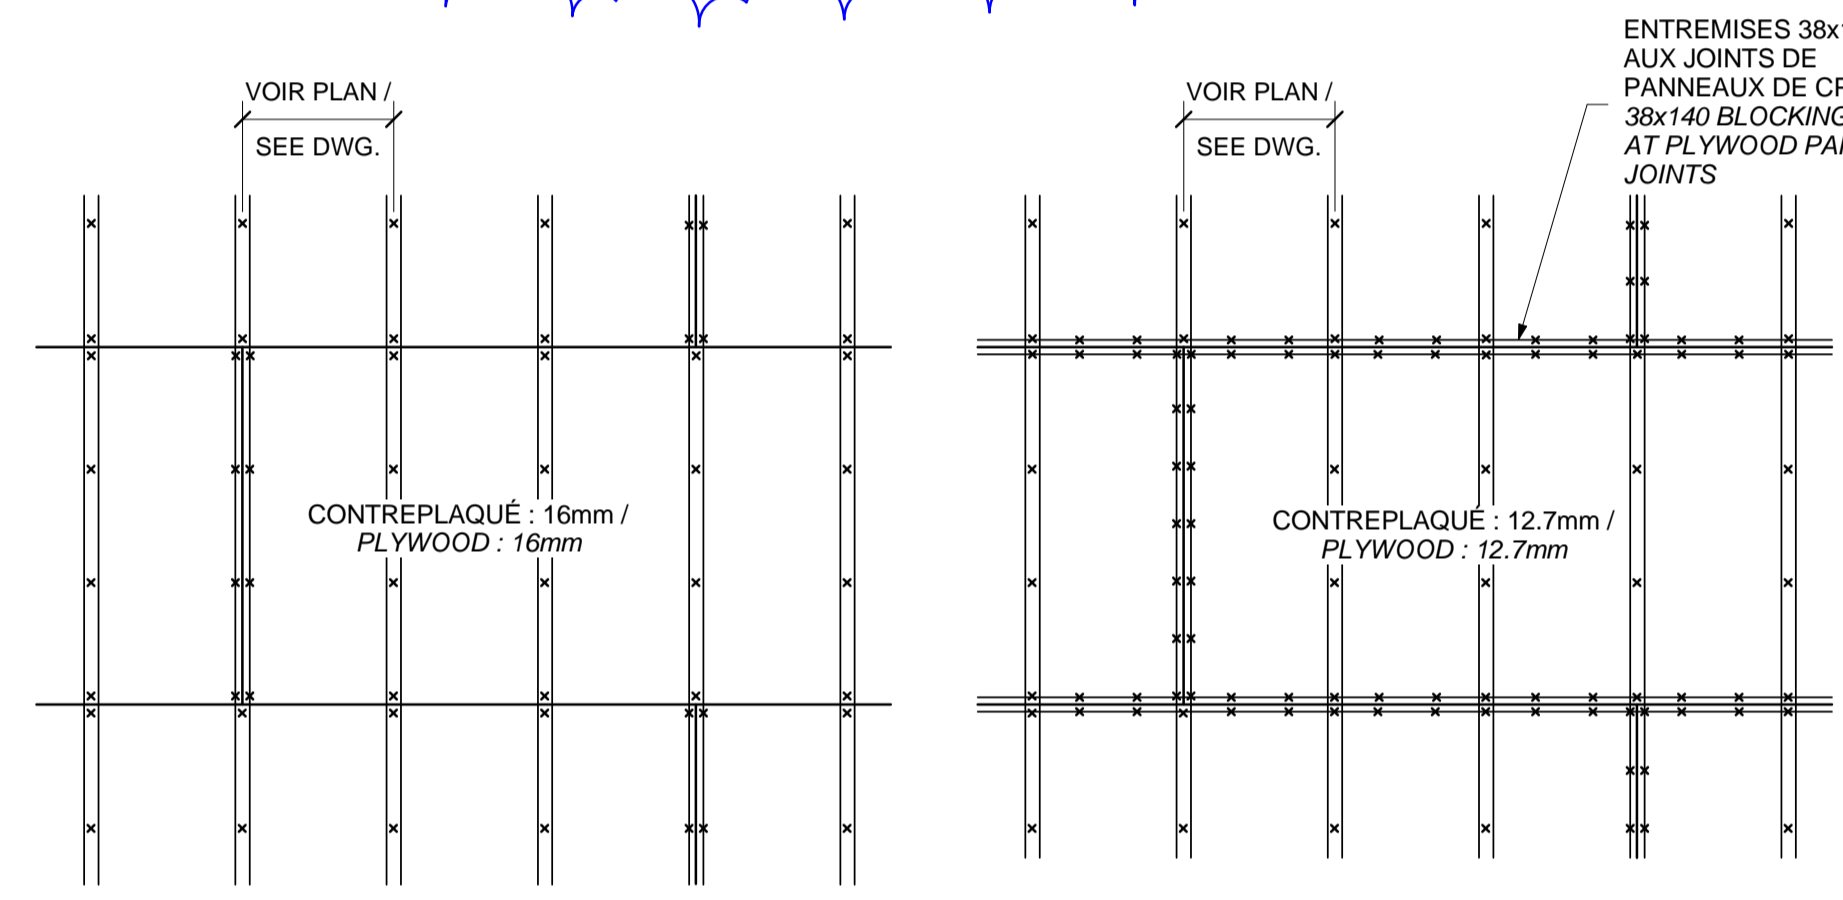 VOIR PLAN /
SEE DWG.
CONTREPLAQUÉ : 16mm /
PLYWOOD : 16mm
VOIR PLAN /
SEE DWG.
ENTREMISES
AUX JOINTS DE
PANNEAUX DE
38x140 BLOCKING
AT PLYWOOD
JOINTS
CONTREPLAQUÉ : 12.7mm /
PLYWOOD : 12.7mm